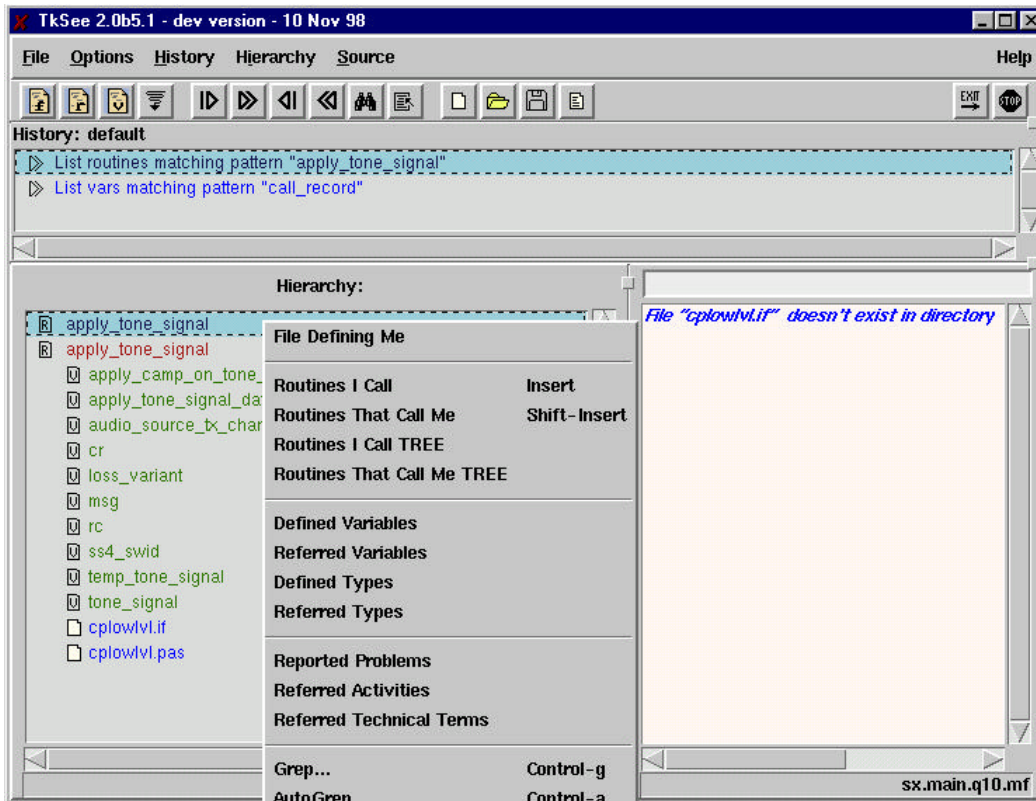 TkSee 2.0b5.1 - dev version - 10 Nov 98
File Options History Hierarchy Source Help
EXIT STOP
History: default
List routines matching pattern "apply_tone_signal"
List vars matching pattern "call_record"
Hierarchy:
R apply_tone_signal
R apply_tone_signal
V apply_camp_on_tone_
V apply_tone_signal_da
V audio_source_tx_char
V cr
V loss_variant
V msg
V rc
V ss4_swid
V temp_tone_signal
V tone_signal
cplowlvl.if
cplowlvl.pas
File Defining Me
Routines I Call Insert
Routines That Call Me Shift-Insert
Routines I Call TREE
Routines That Call Me TREE
Defined Variables
Referred Variables
Defined Types
Referred Types
Reported Problems
Referred Activities
Referred Technical Terms
Grep... Control-g
AutoGrep Control-a
File "cplowlvl.if" doesn't exist in directory
sx.main.q10.mf